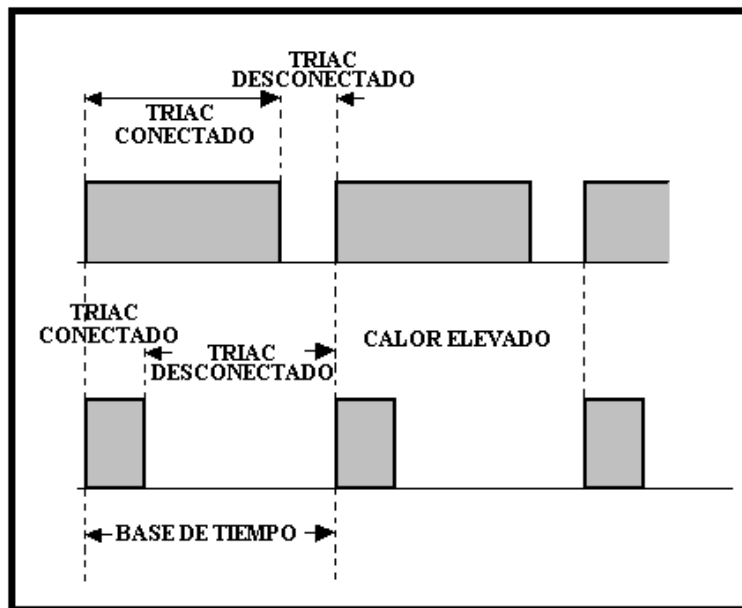 TRIAC
DESCONECTADO
TRIAC
CONECTADO
TRIAC
CONECTADO
TRIAC
DESCONECTADO
CALOR ELEVADO
BASE DE TIEMPO